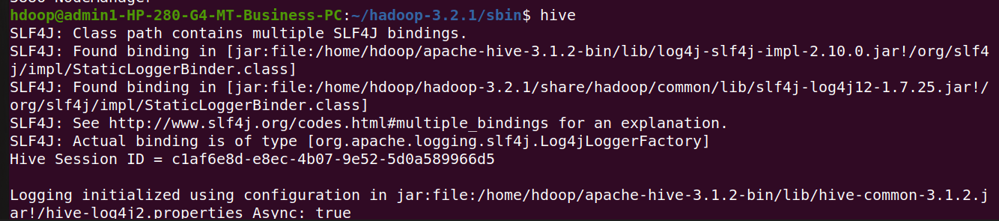 hdoop@admin1-HP-280-G4-MT-Business-PC:~/hadoop-3.2.1/sbin$ hive
SLF4J: Class path contains multiple SLF4J bindings.
SLF4J: Found binding in [jar:file:/home/hdoop/apache-hive-3.1.2-bin/lib/log4j-slf4j-impl-2.10.0.jar!/org/slf4
j/impl/StaticLoggerBinder.class]
SLF4J: Found binding in [jar:file:/home/hdoop/hadoop-3.2.1/share/hadoop/common/lib/slf4j-log4j12-1.7.25.jar!/
org/slf4j/impl/StaticLoggerBinder.class]
SLF4J: See http://www.slf4j.org/codes.html#multiple_bindings for an explanation.
SLF4J: Actual binding is of type [org.apache.logging.slf4j.Log4jLoggerFactory]
Hive Session ID = c1af6e8d-e8ec-4b07-9e52-5d0a589966d5
Logging initialized using configuration in jar:file:/home/hdoop/apache-hive-3.1.2-bin/lib/hive-common-3.1.2.j
ar!/hive-log4j2.properties Async: true